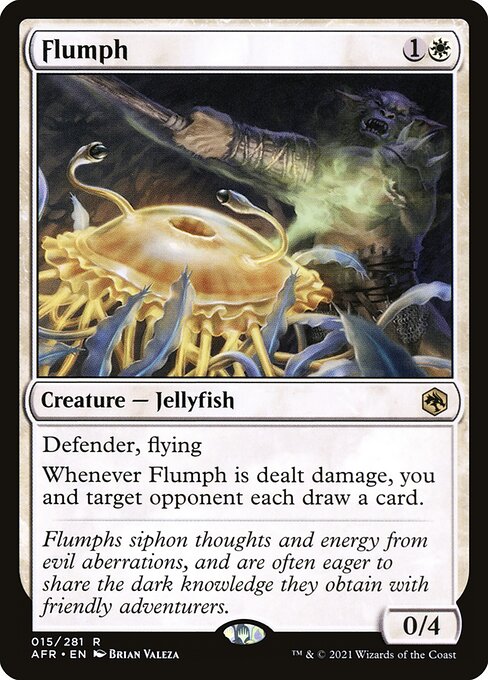 Flumph 1
Creature — Jellyfish
Defender, flying
Whenever Flumph is dealt damage, you
and target opponent each draw a card.
Flumphs siphon thoughts and energy from
evil aberrations, and are often eager to
share the dark knowledge they obtain with
friendly adventurers.
0/4
015/281 R
AFR • EN Brian Valeza
™ & © 2021 Wizards of the Coast